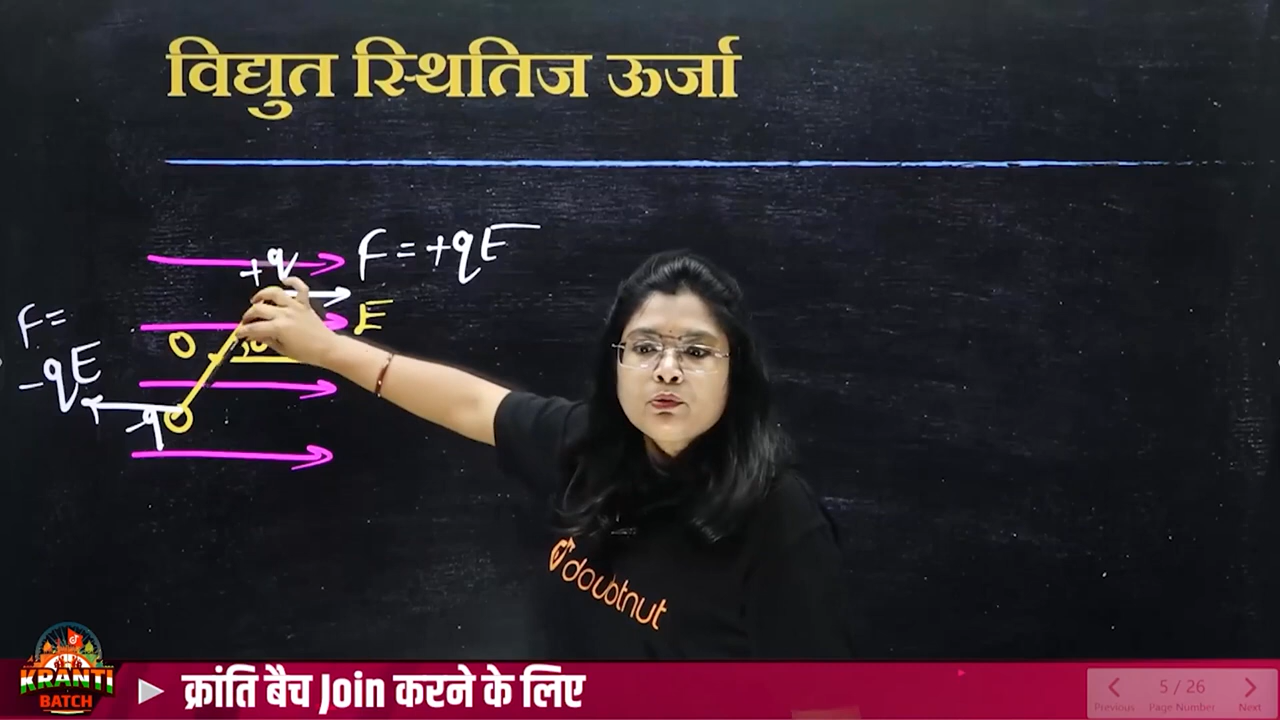 विद्युत स्थितिज ऊर्जा
+q
F = +qE
E
F =
-qE
O
-q
doubtnut
KRANTI
BATCH
क्रांति बैच Join करने के लिए
5 / 26
Previous
Page Number
Next